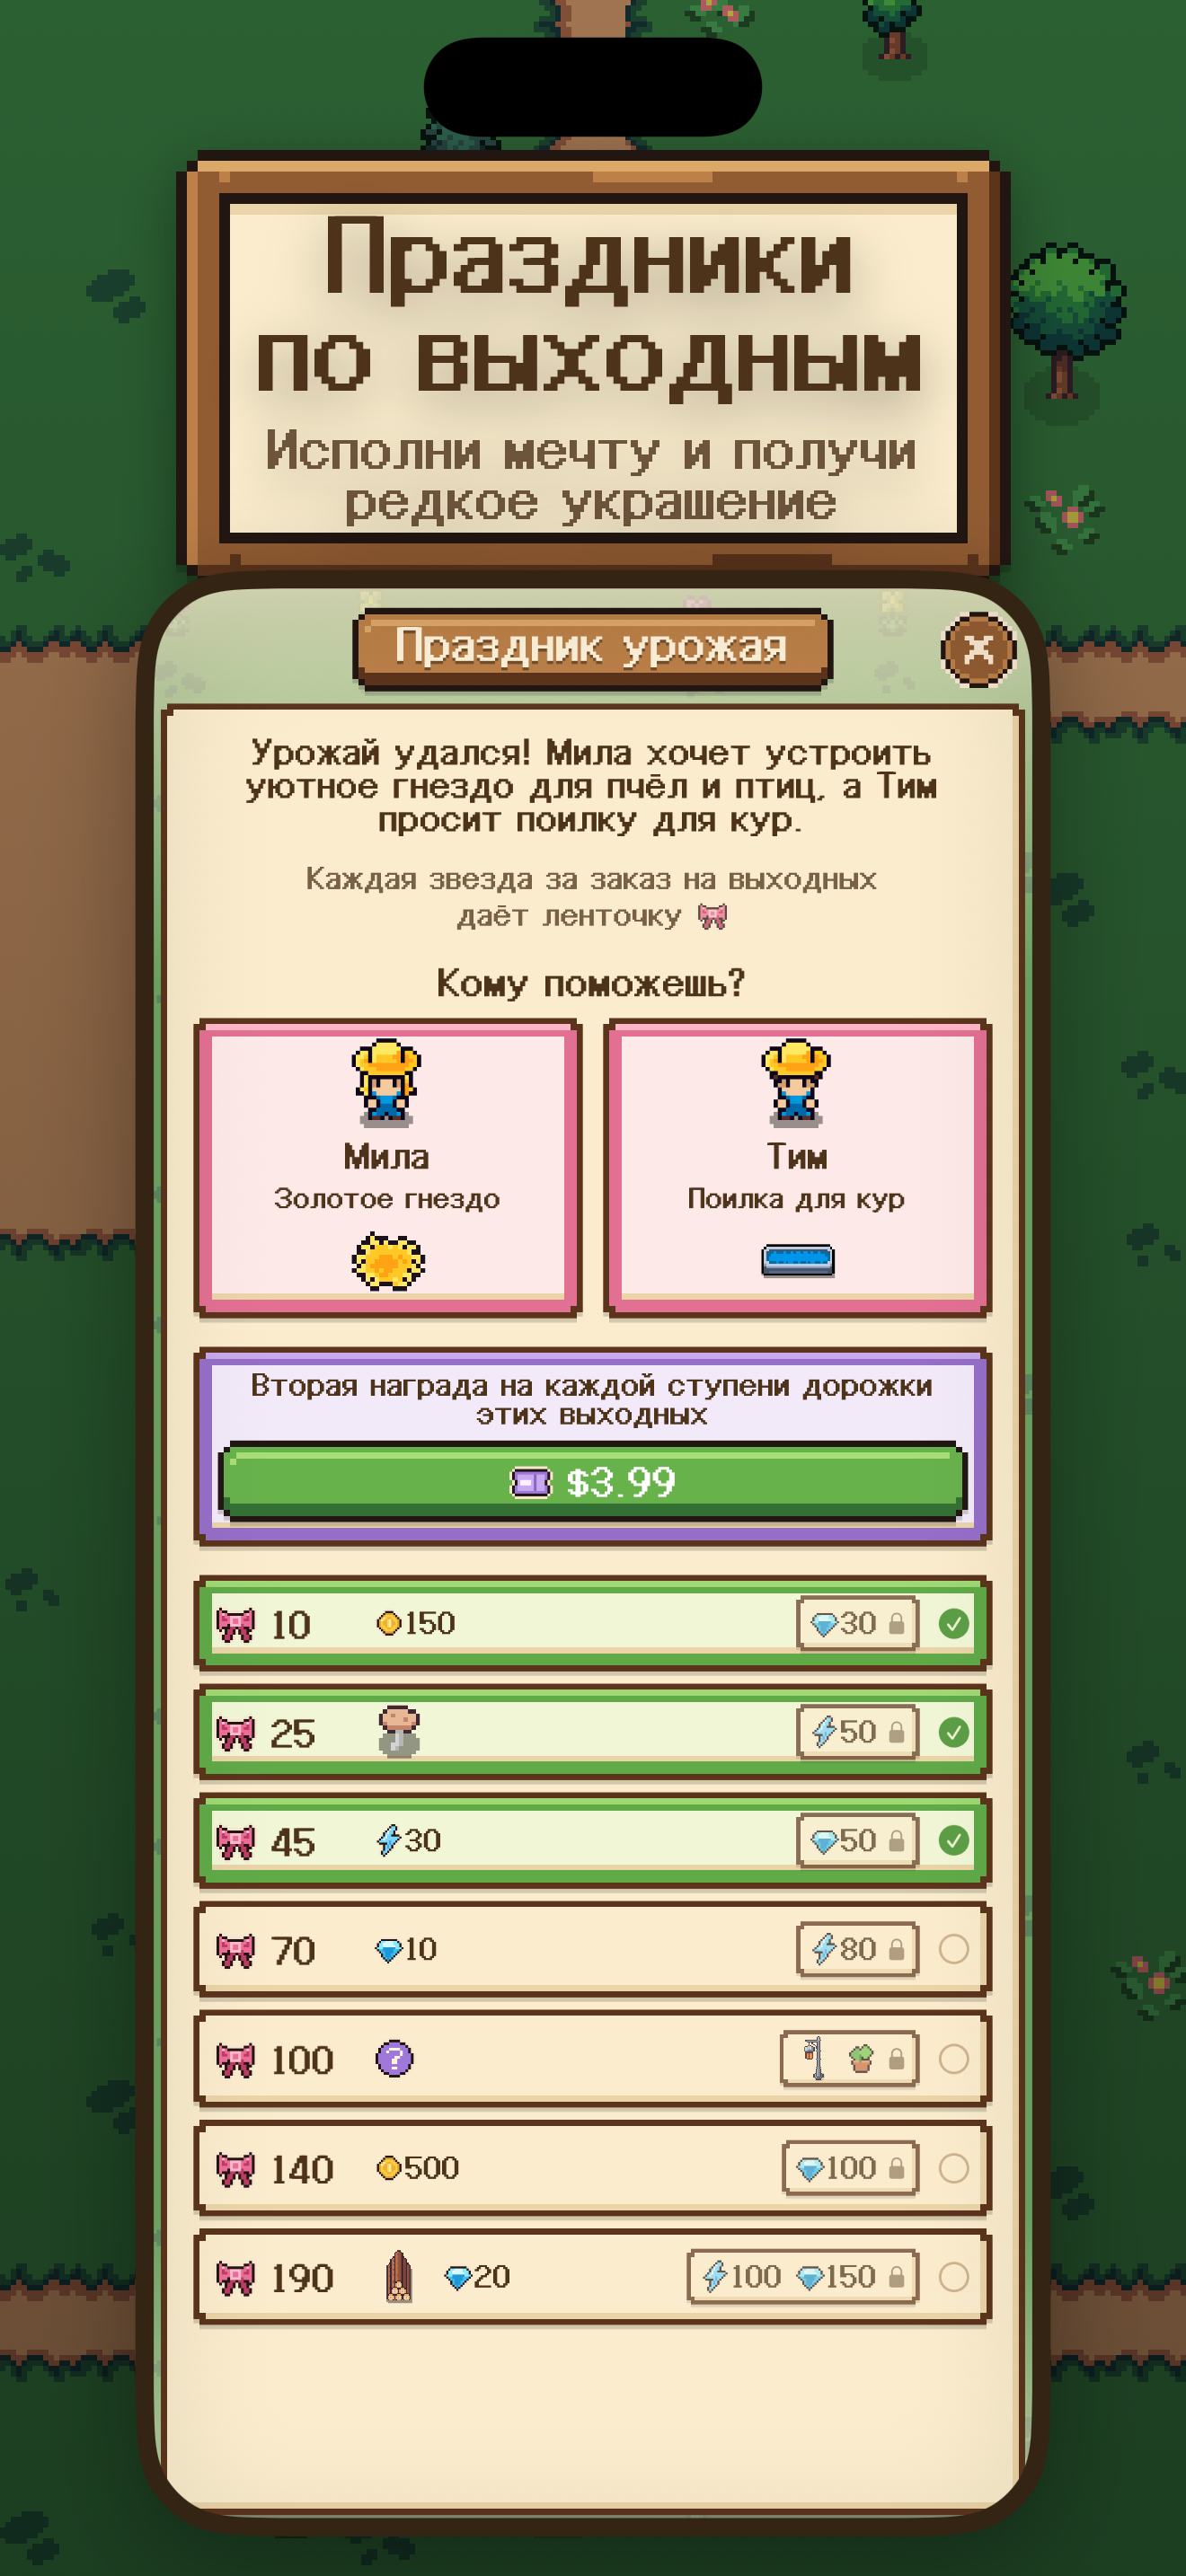 Праздники
по выходным
Исполни мечту и получи
редкое украшение
Праздник урожая
Урожай удался! Мила хочет устроить
уютное гнездо для пчёл и птиц, а Тим
просит поилку для кур.
Каждая звезда за заказ на выходных
даёт ленточку
Кому поможешь?
Мила
Золотое гнездо
Тим
Поилка для кур
Вторая награда на каждой ступени дорожки
этих выходных
$3.99
10 150 30
25 50
45 30 50
70 10 80
100 ?
140 500 100
190 20 100 150